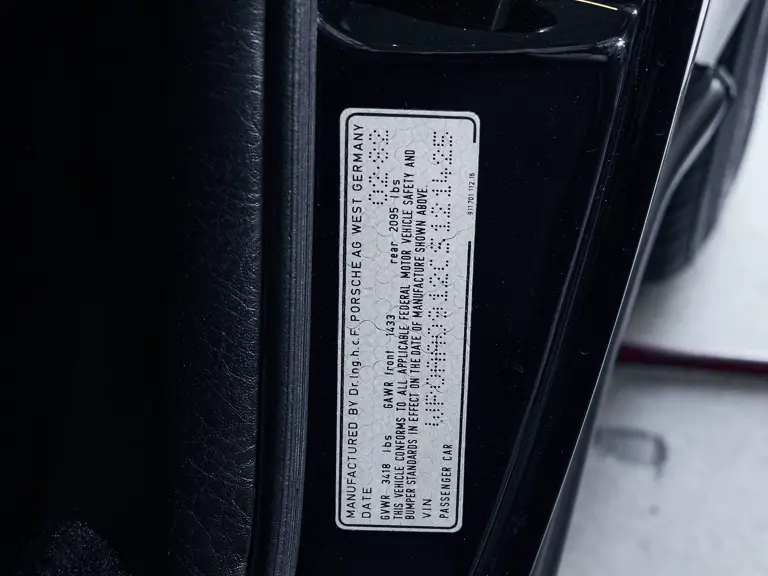 MANUFACTURED BY Dr.Ing.h.c.F. PORSCHE AG WEST GERMANY
DATE 02-82
GVWR 3418 lbs GAWR front 1433 rear 2095 lbs
THIS VEHICLE CONFORMS TO ALL APPLICABLE FEDERAL MOTOR VEHICLE SAFETY AND
BUMPER STANDARDS IN EFFECT ON THE DATE OF MANUFACTURE SHOWN ABOVE.
V.I.N.
PASSENGER CAR
911.701.112.16